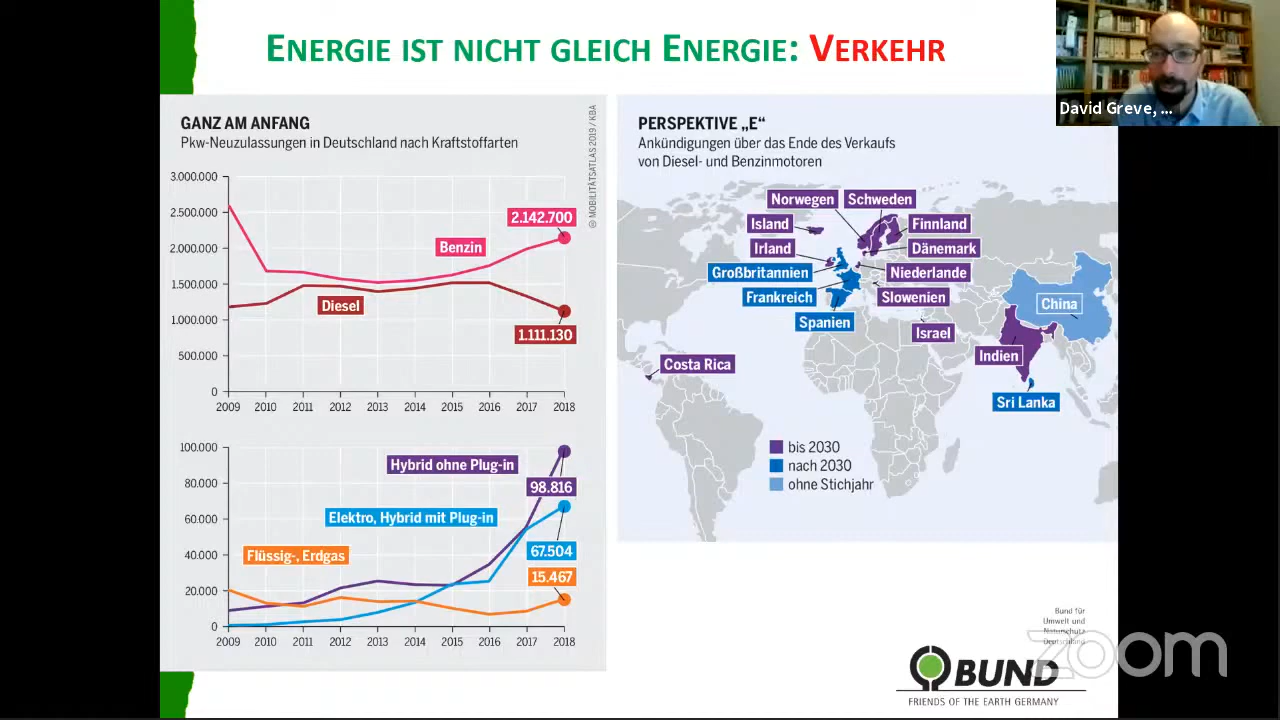 ENERGIE IST NICHT GLEICH ENERGIE: VERKEHR
David Greve, ...
GANZ AM ANFANG
Pkw-Neuzulassungen in Deutschland nach Kraftstoffarten
© MOBILITÄTSATLAS 2019 / KBA
3.000.000
2.500.000
2.000.000
1.500.000
1.000.000
500.000
0
2.142.700
Benzin
Diesel
1.111.130
2009 2010 2011 2012 2013 2014 2015 2016 2017 2018
100.000
80.000
60.000
40.000
20.000
0
Hybrid ohne Plug-in
98.816
Elektro, Hybrid mit Plug-in
67.504
Flüssig-, Erdgas
15.467
2009 2010 2011 2012 2013 2014 2015 2016 2017 2018
PERSPEKTIVE „E“
Ankündigungen über das Ende des Verkaufs
von Diesel- und Benzinmotoren
Norwegen
Schweden
Island
Finnland
Irland
Dänemark
Großbritannien
Niederlande
Frankreich
Slowenien
Spanien
Israel
China
Indien
Costa Rica
Sri Lanka
bis 2030
nach 2030
ohne Stichjahr
Bund für
Umwelt und
Naturschutz
Deutschland
BUND
FRIENDS OF THE EARTH GERMANY
zoom